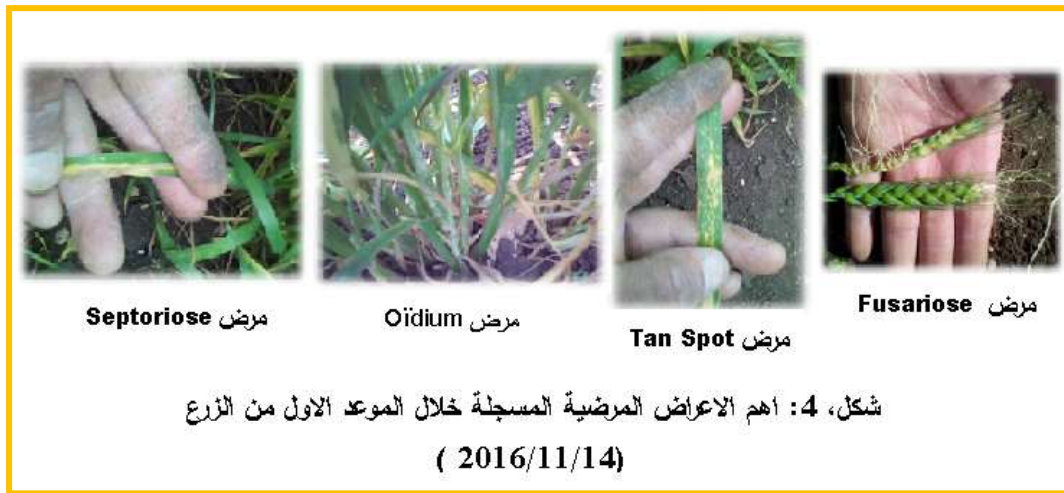 مرض Septoriose
مرض Oïdium
مرض Tan Spot
مرض Fusariose
شكل، 4: اهم الاعراض المرضية المسجلة خلال الموعد الاول من الزرع
(2016/11/14 )